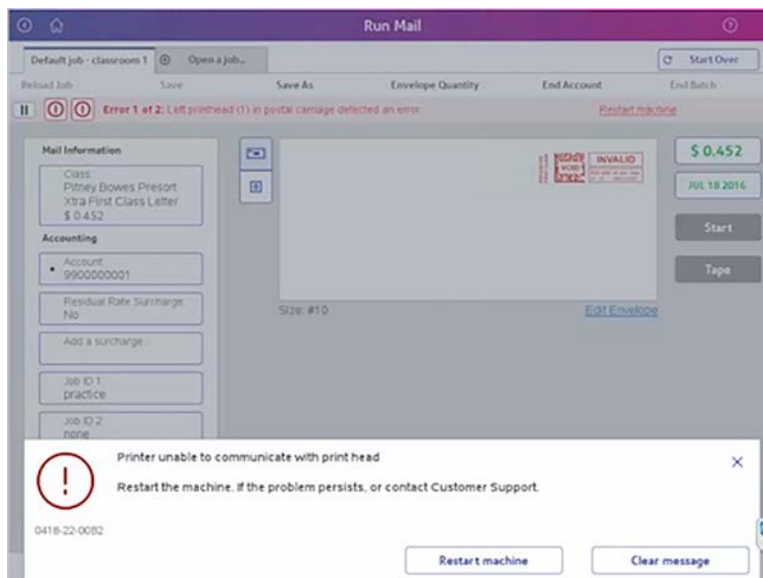 Run Mail
Default job - classroom 1
Open a job...
Start Over
Reload Job
Save
Save As
Envelope Quantity
End Account
End Batch
Error 1 of 2: Left printhead (1) in postal carriage detected an error
Restart machine
Mail Information
Class:
Pitney Bowes Presort
Xtra First Class Letter
$ 0.452
Accounting
Account
9900000001
Residual Rate Surcharge:
No
Add a surcharge...
Job ID 1
practice
Job ID 2
none
VOID
INVALID
Size: #10
Edit Envelope
$ 0.452
JUL 18 2016
Start
Tape
Printer unable to communicate with print head
Restart the machine. If the problem persists, or contact Customer Support.
0418-22-0082
Restart machine
Clear message